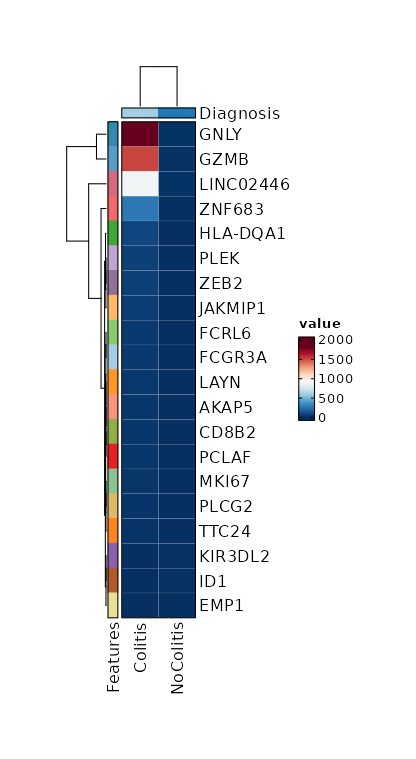 Diagnosis
GNLY
GZMB
LINC02446
ZNF683
HLA-DQA1
PLEK
ZEB2
JAKMIP1
FCRL6
FCGR3A
LAYN
AKAP5
CD8B2
PCLAF
MKI67
PLCG2
TTC24
KIR3DL2
ID1
EMP1
value
2000
1500
1000
500
0
Features
Colitis
NoColitis